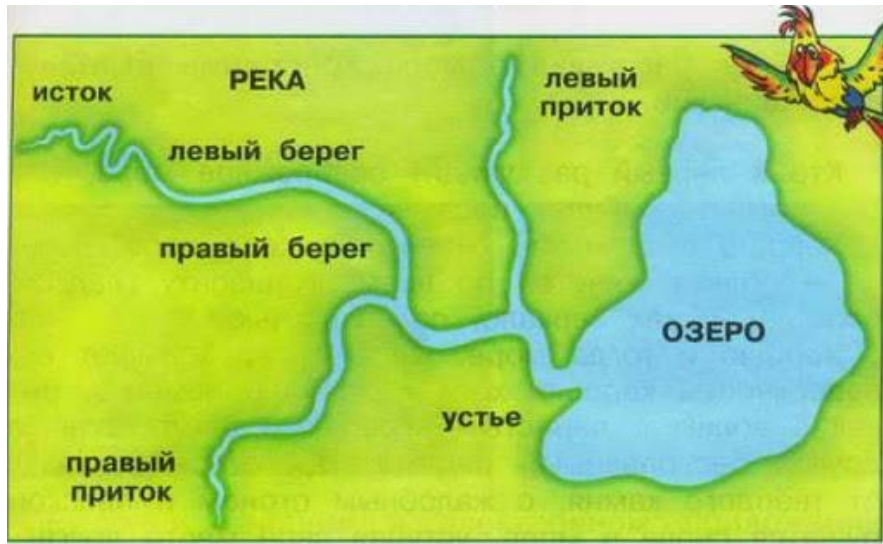 исток
РЕКА
левый
приток
левый берег
правый берег
ОЗЕРО
устье
правый
приток